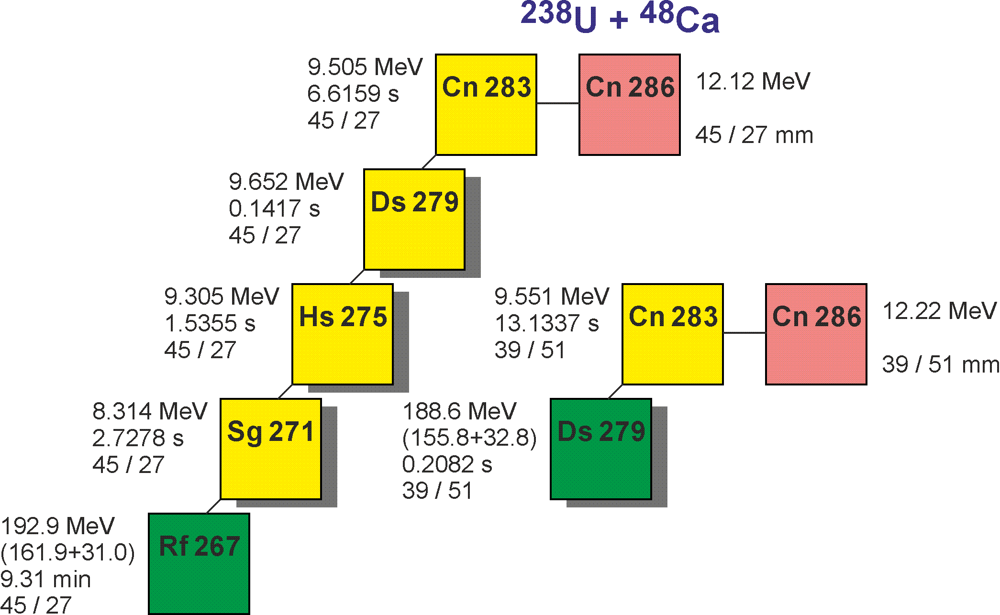 ²³⁸U + ⁴⁸Ca
9.505 MeV
6.6159 s
45 / 27
Cn 283
Cn 286
12.12 MeV
45 / 27 mm
9.652 MeV
0.1417 s
45 / 27
Ds 279
9.305 MeV
1.5355 s
45 / 27
Hs 275
9.551 MeV
13.1337 s
39 / 51
Cn 283
Cn 286
12.22 MeV
39 / 51 mm
8.314 MeV
2.7278 s
45 / 27
Sg 271
188.6 MeV
(155.8+32.8)
0.2082 s
39 / 51
Ds 279
192.9 MeV
(161.9+31.0)
9.31 min
45 / 27
Rf 267